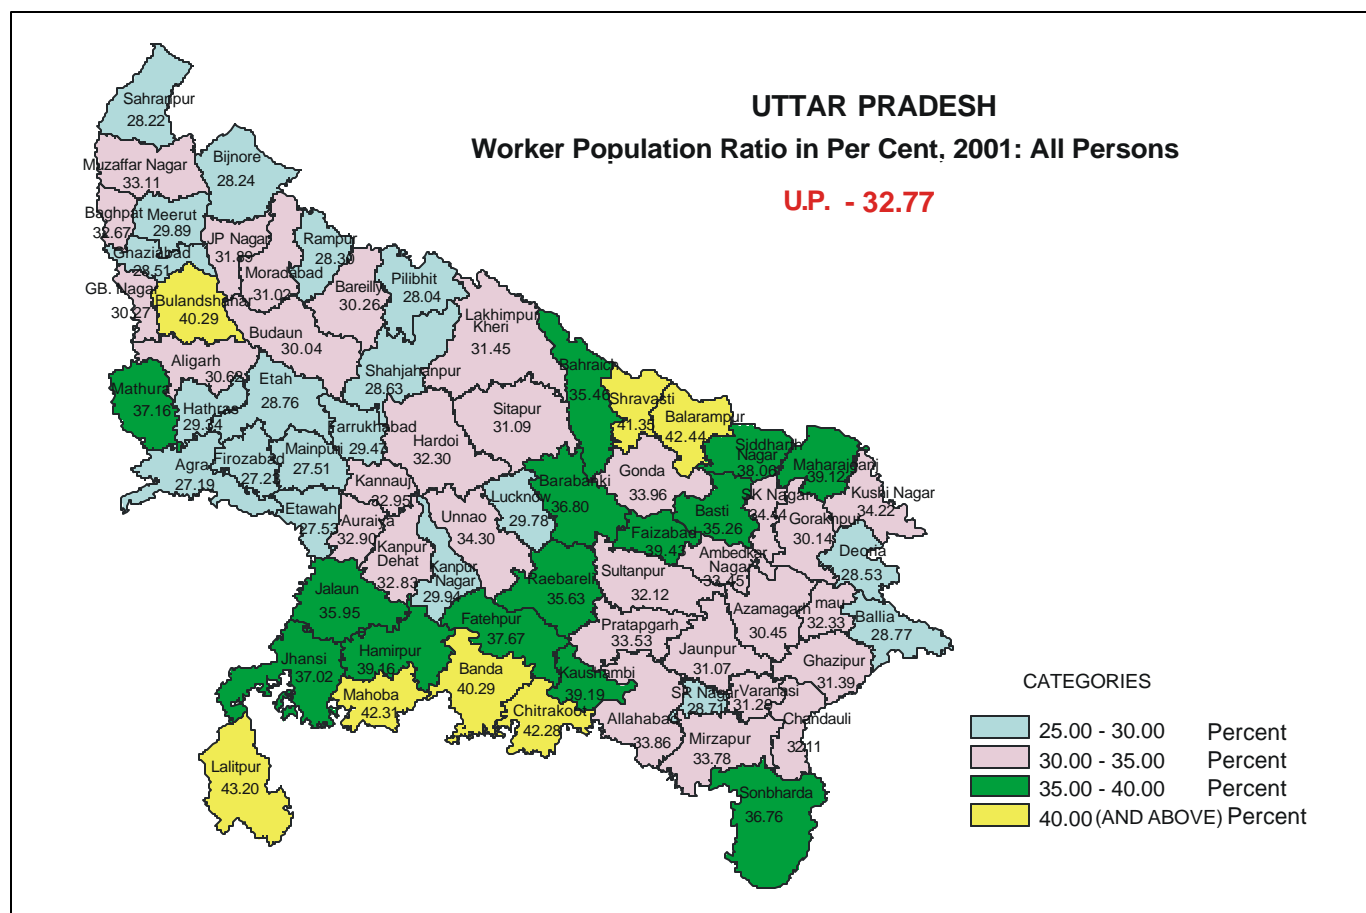 UTTAR PRADESH
Worker Population Ratio in Per Cent, 2001: All Persons
U.P. - 32.77
Sahranpur
28.22
Muzaffar Nagar
33.11
Bijnore
28.24
Baghpat
32.67
Meerut
29.89
JP Nagar
31.89
Rampur
28.30
Ghaziabad
28.51
Moradabad
31.02
Bareilly
30.26
Pilibhit
28.04
GB. Nagar
30.27
Bulandshahar
40.29
Budaun
30.04
Lakhimpur
Kheri
31.45
Aligarh
30.62
Shahjahanpur
28.63
Bahraich
35.46
Mathura
37.16
Etah
28.76
Shravasti
41.35
Hathras
29.34
Sitapur
31.09
Balarampur
42.44
Farrukhabad
29.47
Hardoi
32.30
Siddharth
Nagar
38.06
Agra
27.19
Firozabad
27.21
Mainpuri
27.51
Gonda
33.96
Maharajganj
39.12
Kannauj
32.95
Barabanki
36.80
Lucknow
29.78
SK Nagar
34.44
Kushi Nagar
34.22
Etawah
27.53
Auraiya
32.90
Unnao
34.30
Basti
35.26
Gorakhpur
30.14
Faizabad
39.43
Kanpur
Dehat
32.83
Kanpur
Nagar
29.94
Ambedkar
Nagar
33.45
Deoria
28.53
Raebareli
35.63
Sultanpur
32.12
Jalaun
35.95
Azamagarh
30.45
mau
32.33
Ballia
28.77
Fatehpur
37.67
Pratapgarh
33.53
Jhansi
37.02
Hamirpur
39.16
Jaunpur
31.07
Ghazipur
31.39
Banda
40.29
Kaushambi
39.19
Mahoba
42.31
SR Nagar
28.71
Varanasi
31.29
Chitrakoot
42.28
Allahabad
33.86
Chandauli
32.11
Mirzapur
33.78
Lalitpur
43.20
Sonbharda
36.76
CATEGORIES
25.00 - 30.00 Percent
30.00 - 35.00 Percent
35.00 - 40.00 Percent
40.00 (AND ABOVE) Percent